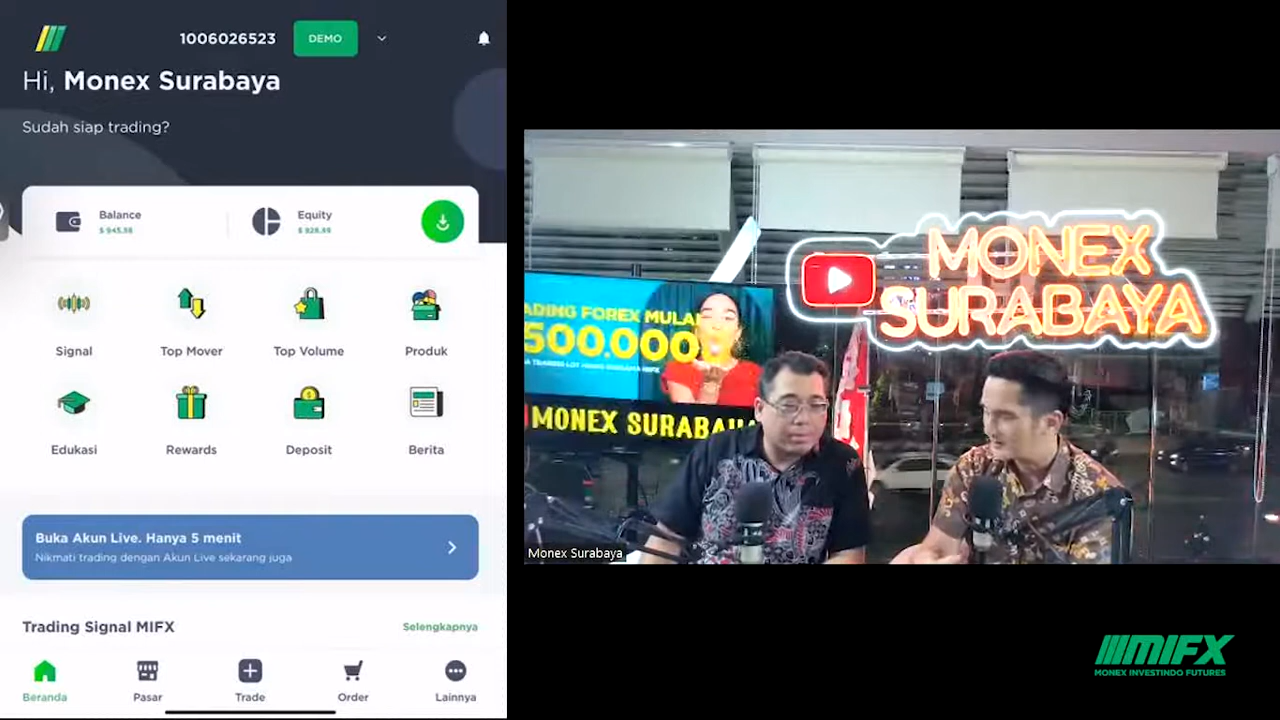 1006026523
DEMO
Hi, Monex Surabaya
Sudah siap trading?
Balance
Equity
Signal
Top Mover
Top Volume
Produk
Edukasi
Rewards
Deposit
Berita
Buka Akun Live. Hanya 5 menit
Nikmati trading dengan Akun Live sekarang juga
Trading Signal MIFX
Selengkapnya
Beranda
Pasar
Trade
Order
Lainnya
MONEX
SURABAYA
ADING FOREX MULA
500.000
MONEX SURABAYA
Monex Surabaya
MIFX
MONEX INVESTINDO FUTURES